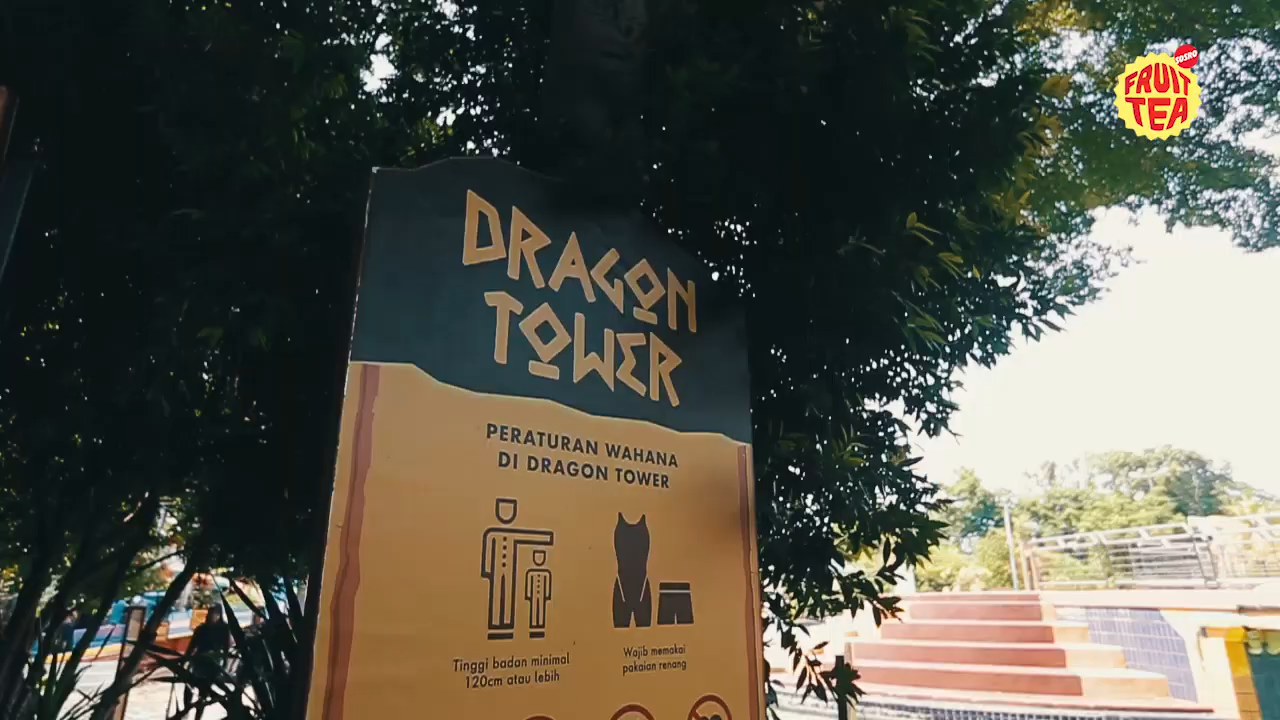 SOSRO
FRUIT
TEA
DRAGON
TOWER
PERATURAN WAHANA
DI DRAGON TOWER
Tinggi badan minimal
120cm atau lebih
Wajib memakai
pakaian renang